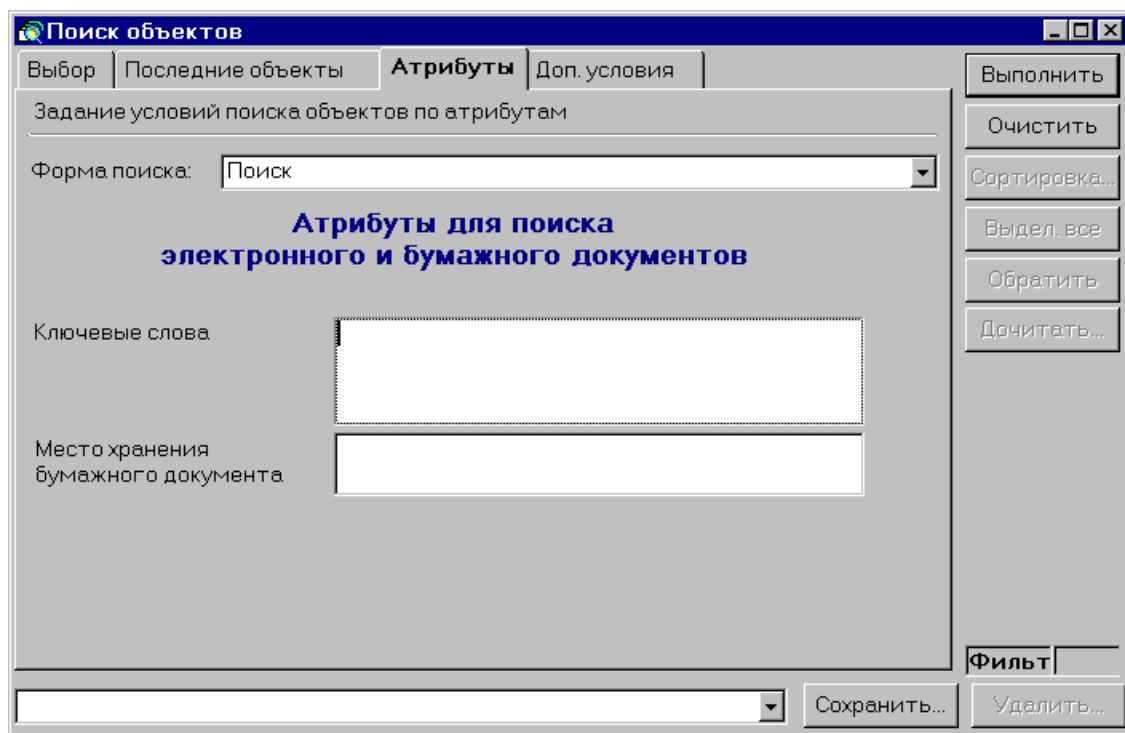 Поиск объектов
Выбор Последние объекты Атрибуты Доп. условия
Выполнить
Задание условий поиска объектов по атрибутам
Очистить
Форма поиска: Поиск
Сортировка...
Атрибуты для поиска
электронного и бумажного документов
Выдел. все
Обратить
Ключевые слова
Дочитать...
Место хранения
бумажного документа
Фильт
Сохранить... Удалить...